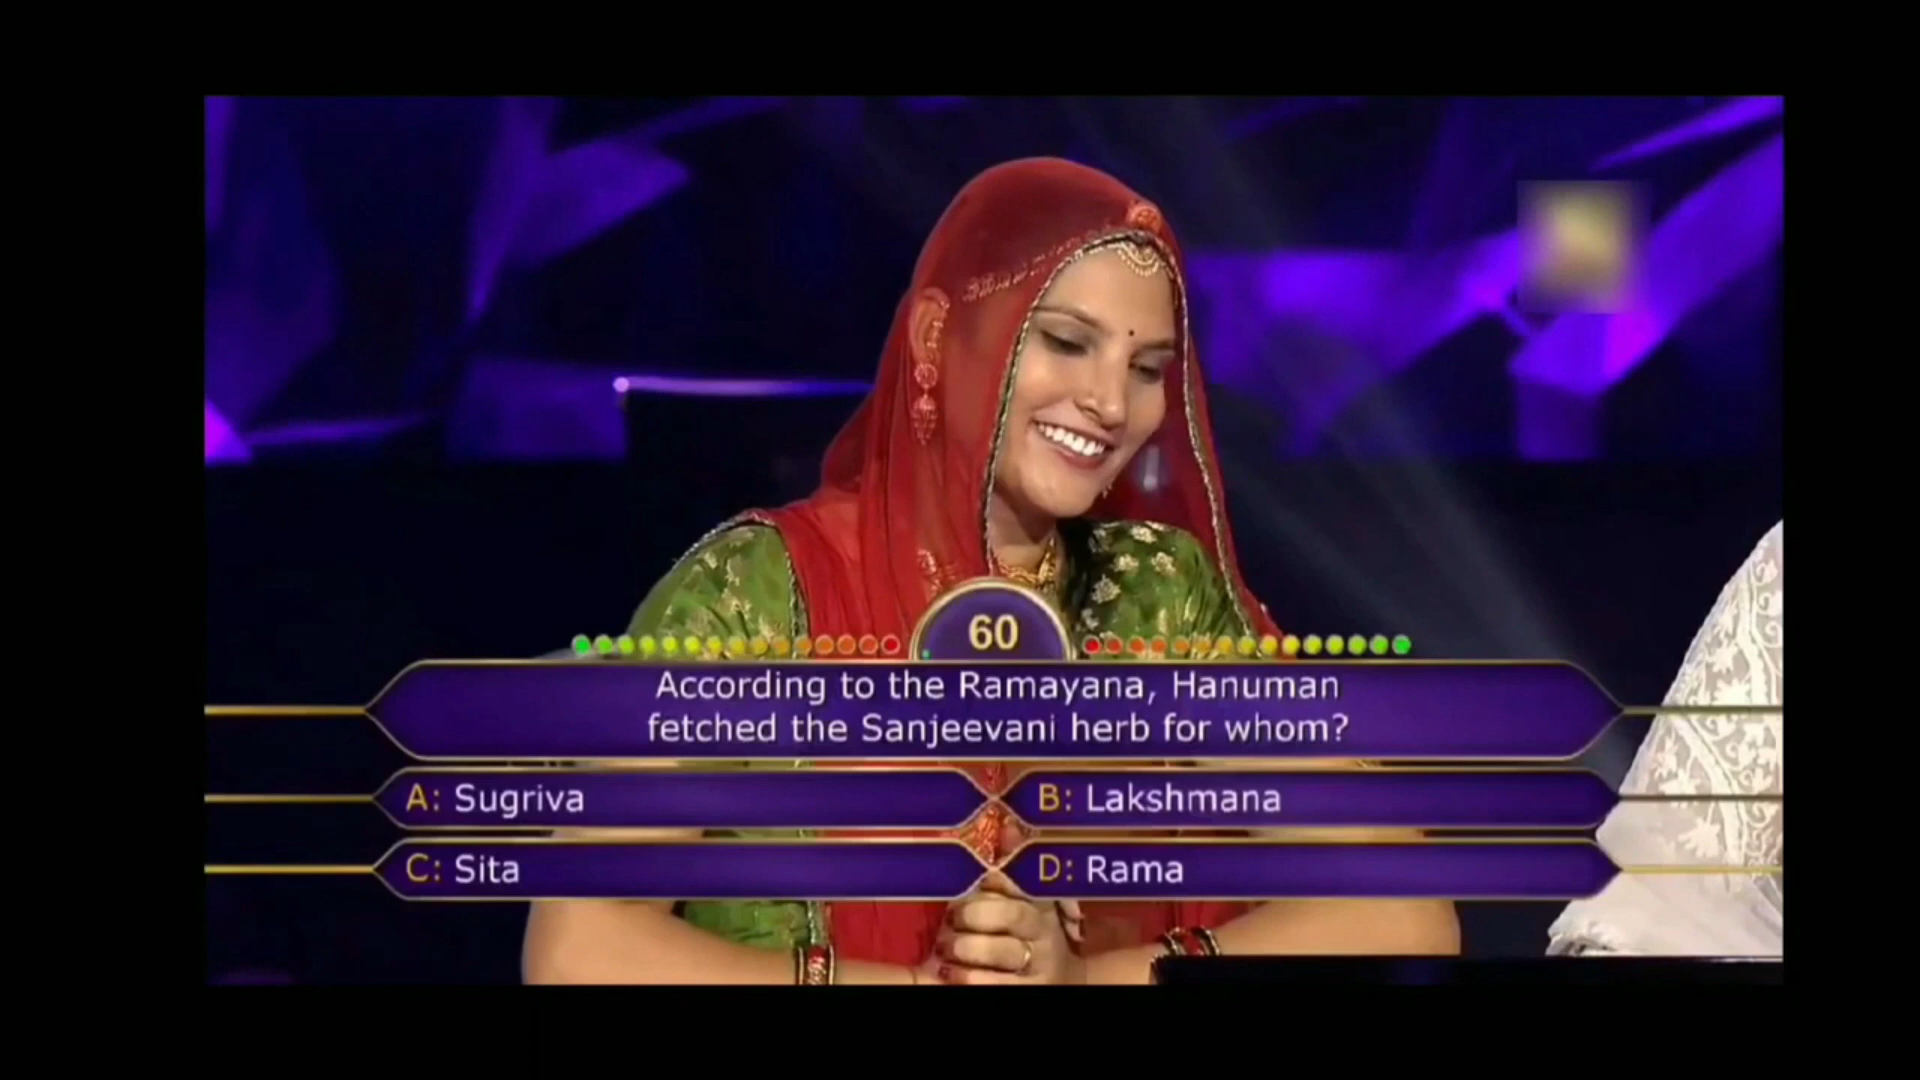 60
According to the Ramayana, Hanuman
fetched the Sanjeevani herb for whom?
A: Sugriva
B: Lakshmana
C: Sita
D: Rama